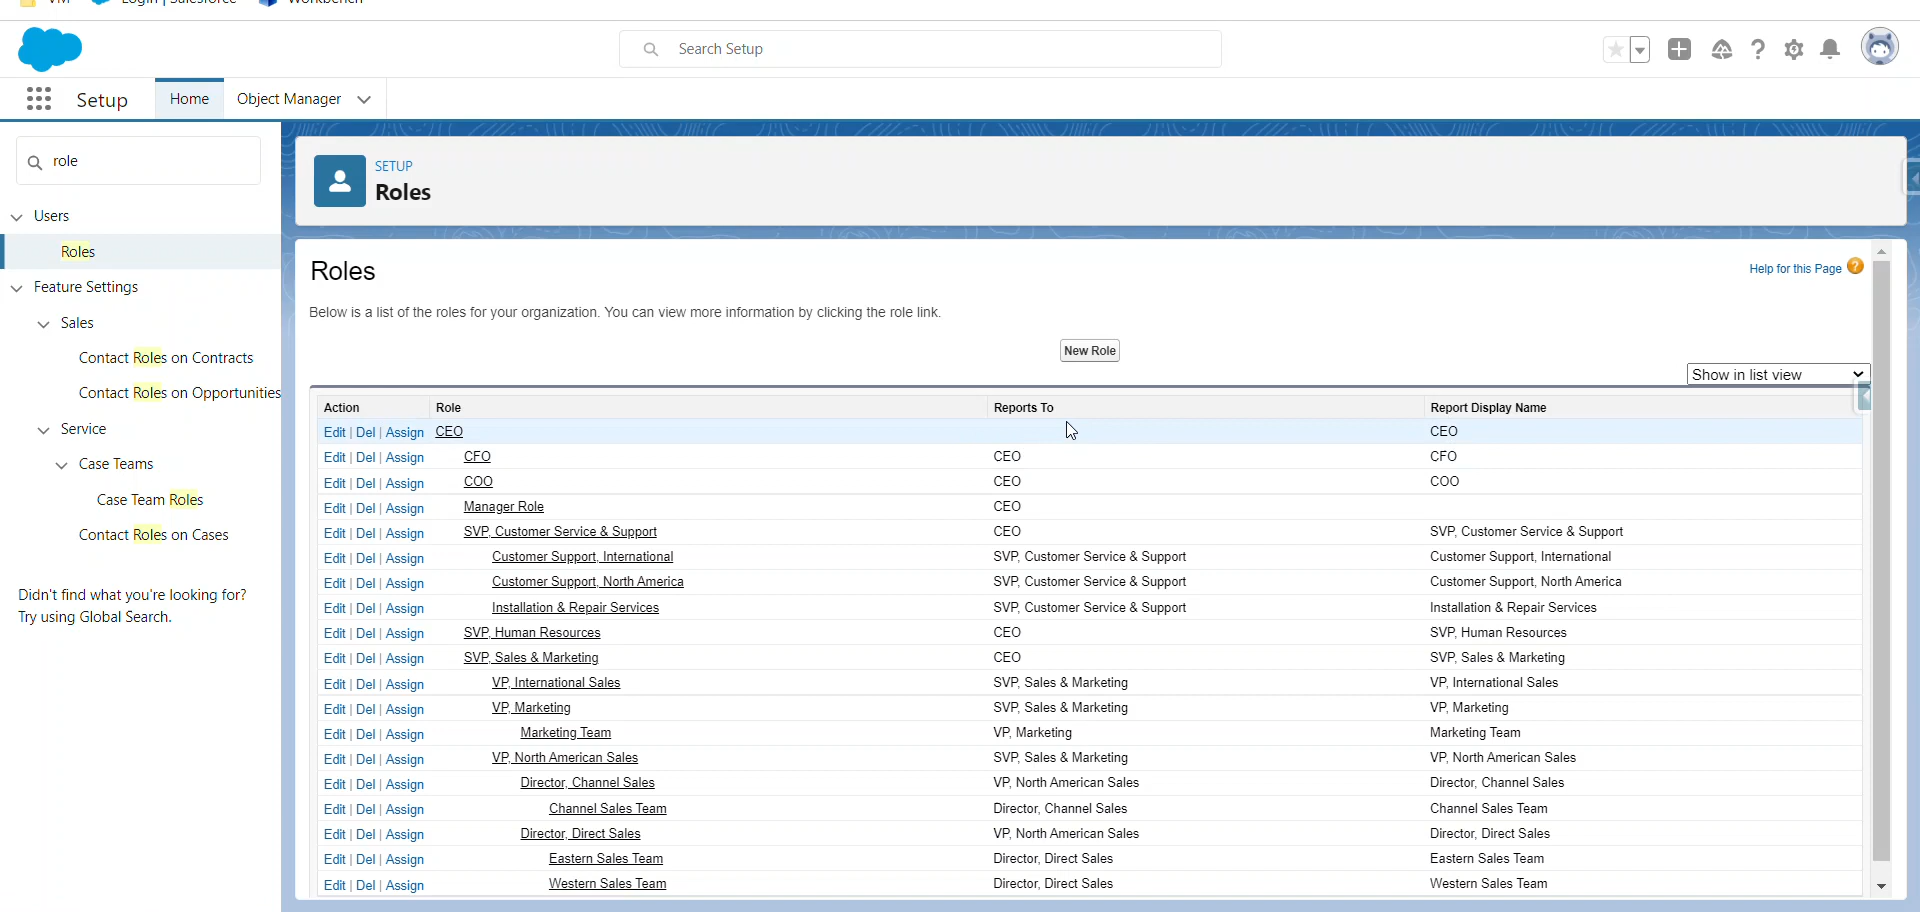 VM Login | Salesforce Workbench
Search Setup
Setup Home Object Manager
role
Users
Roles
Feature Settings
Sales
Contact Roles on Contracts
Contact Roles on Opportunities
Service
Case Teams
Case Team Roles
Contact Roles on Cases
Didn't find what you're looking for?
Try using Global Search.
SETUP
Roles
Roles
Help for this Page ?
Below is a list of the roles for your organization. You can view more information by clicking the role link.
New Role
Show in list view
Action Role Reports To Report Display Name
Edit | Del | Assign CEO CEO
Edit | Del | Assign CFO CEO CFO
Edit | Del | Assign COO CEO COO
Edit | Del | Assign Manager Role CEO
Edit | Del | Assign SVP, Customer Service & Support CEO SVP, Customer Service & Support
Edit | Del | Assign Customer Support, International SVP, Customer Service & Support Customer Support, International
Edit | Del | Assign Customer Support, North America SVP, Customer Service & Support Customer Support, North America
Edit | Del | Assign Installation & Repair Services SVP, Customer Service & Support Installation & Repair Services
Edit | Del | Assign SVP, Human Resources CEO SVP, Human Resources
Edit | Del | Assign SVP, Sales & Marketing CEO SVP, Sales & Marketing
Edit | Del | Assign VP, International Sales SVP, Sales & Marketing VP, International Sales
Edit | Del | Assign VP, Marketing SVP, Sales & Marketing VP, Marketing
Edit | Del | Assign Marketing Team VP, Marketing Marketing Team
Edit | Del | Assign VP, North American Sales SVP, Sales & Marketing VP, North American Sales
Edit | Del | Assign Director, Channel Sales VP, North American Sales Director, Channel Sales
Edit | Del | Assign Channel Sales Team Director, Channel Sales Channel Sales Team
Edit | Del | Assign Director, Direct Sales VP, North American Sales Director, Direct Sales
Edit | Del | Assign Eastern Sales Team Director, Direct Sales Eastern Sales Team
Edit | Del | Assign Western Sales Team Director, Direct Sales Western Sales Team